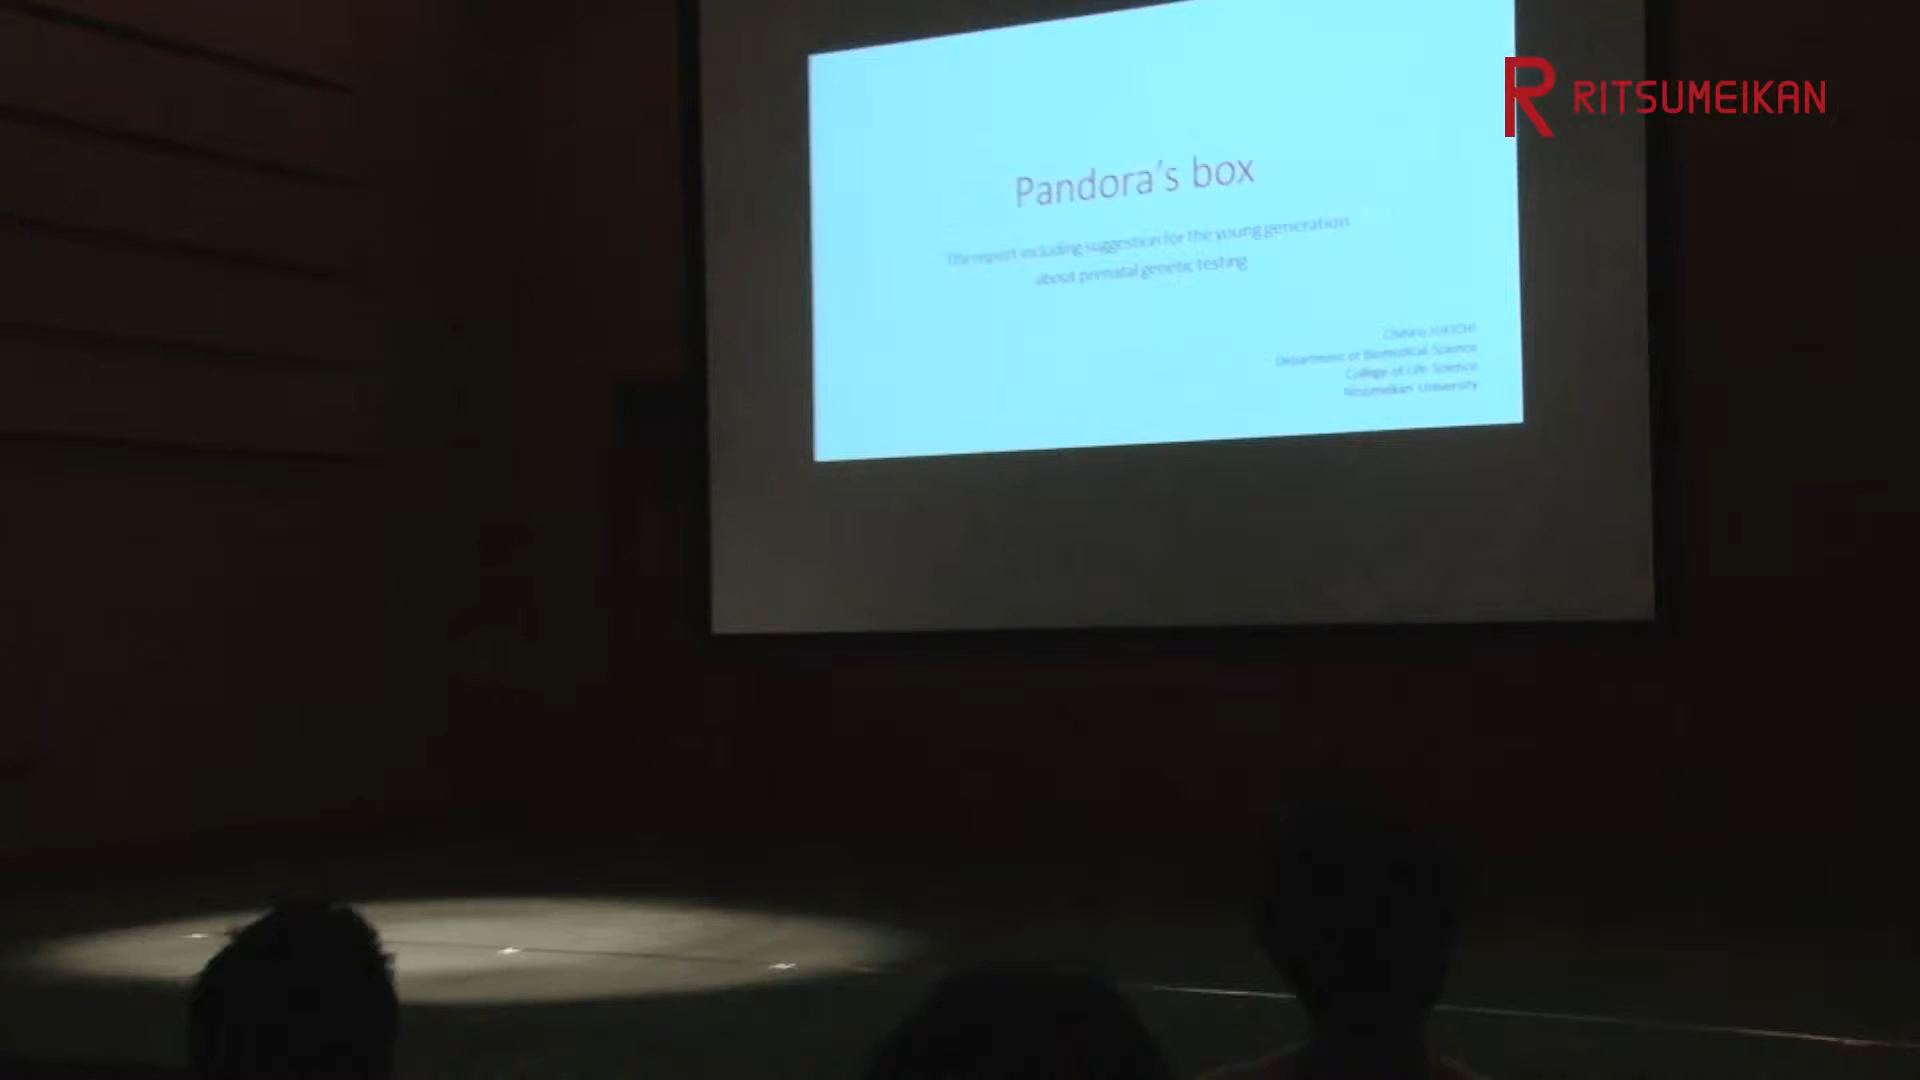 RITSUMEIKAN
Pandora's box
The report including suggestion for the young generation
about prenatal genetic testing
HIKICHI
Department of Biomedical Science
College of Life Science
Ritsumeikan University